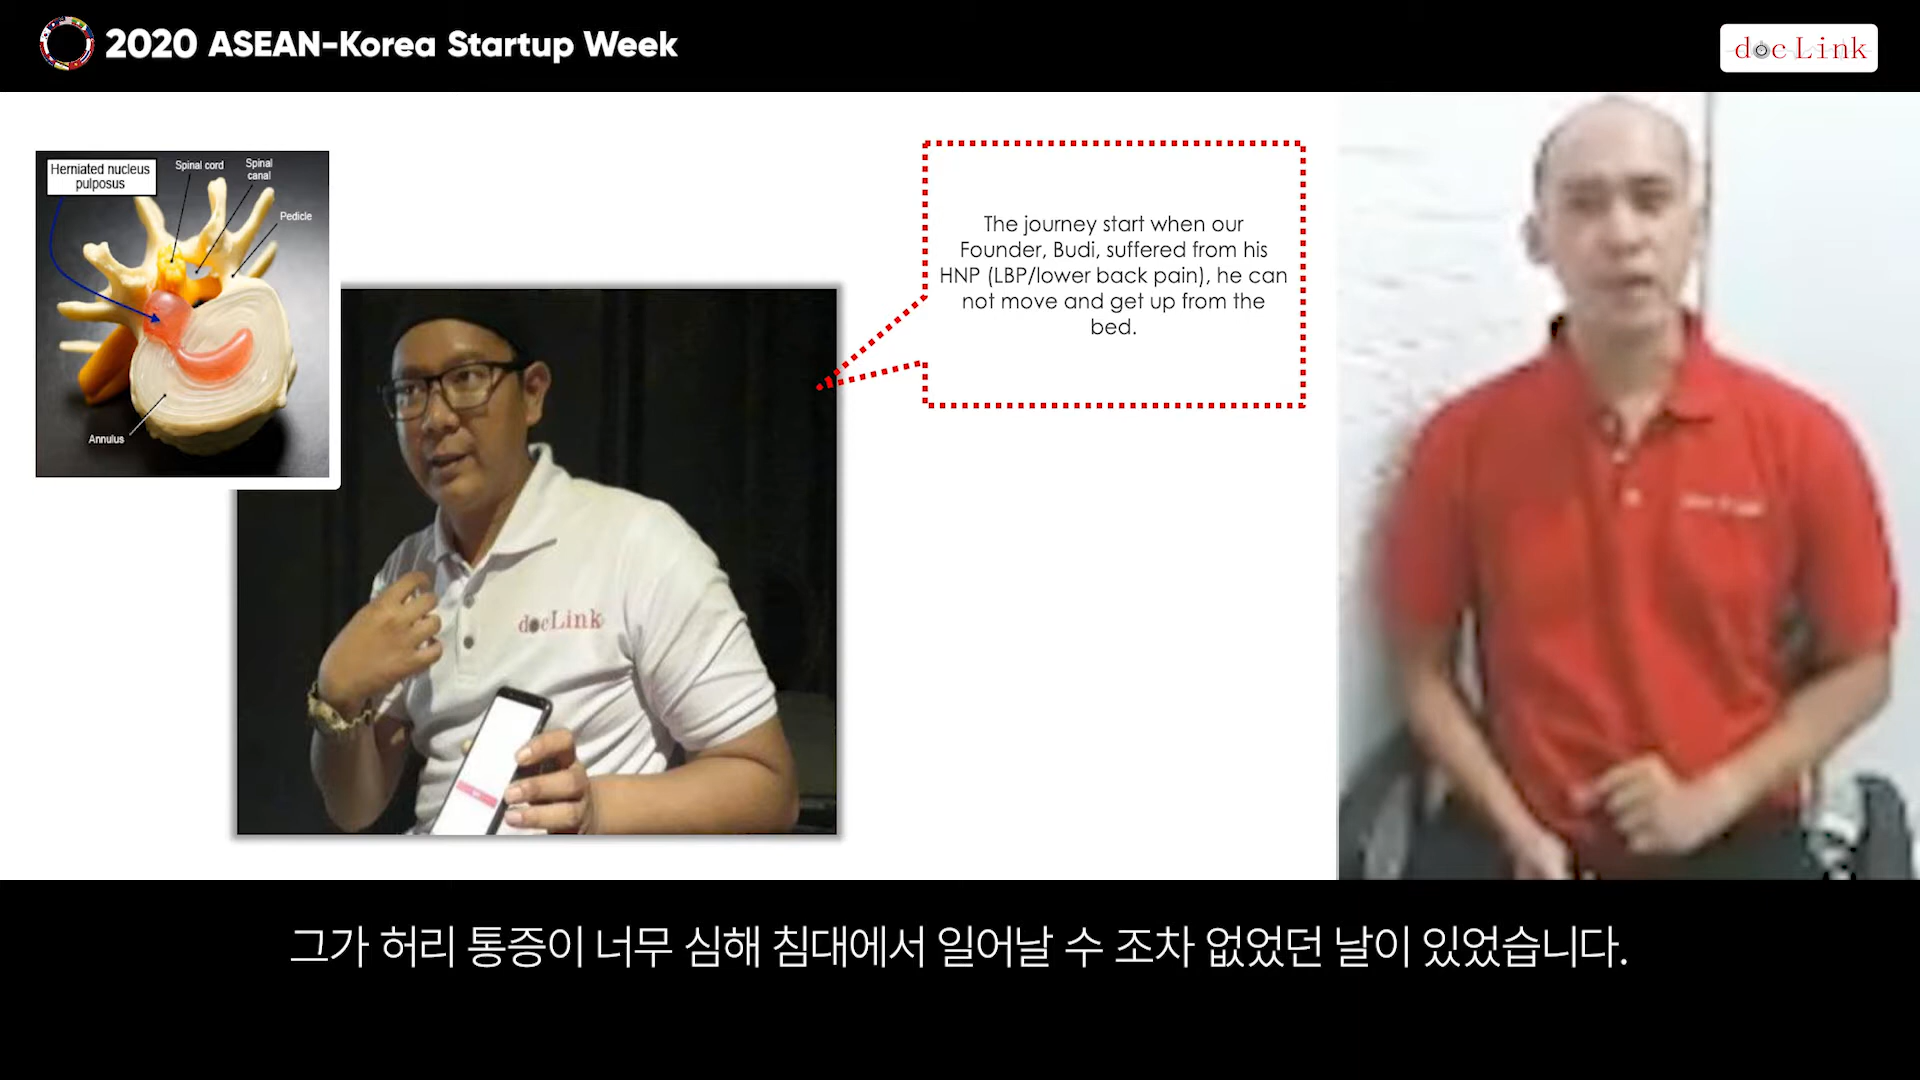 2020 ASEAN-Korea Startup Week
docLink
Herniated nucleus
pulposus
Spinal cord
Spinal
canal
Pedicle
Annulus
The journey start when our
Founder, Budi, suffered from his
HNP (LBP/lower back pain), he can
not move and get up from the
bed.
docLink
그가 허리 통증이 너무 심해 침대에서 일어날 수 조차 없었던 날이 있었습니다.